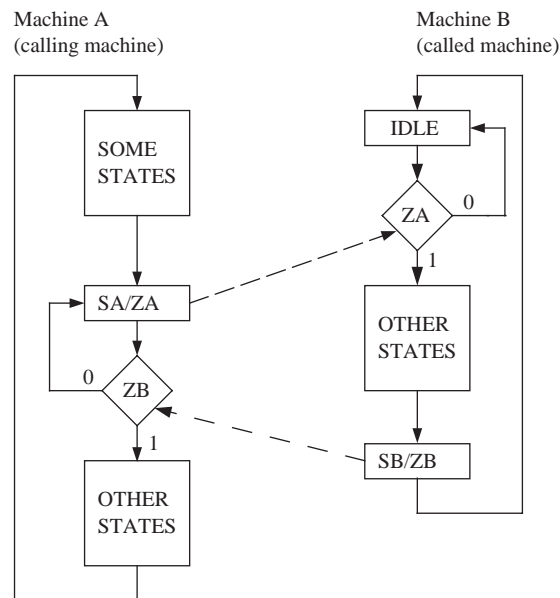 Machine A
(calling machine)
SOME
STATES
SA/ZA
0
ZB
1
OTHER
STATES
Machine B
(called machine)
IDLE
0
ZA
1
OTHER
STATES
SB/ZB